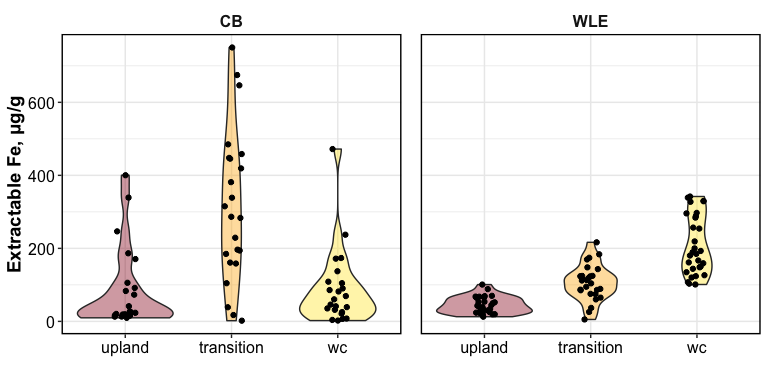 CB
WLE
Extractable Fe, µg/g
600
400
200
0
upland
transition
wc
upland
transition
wc